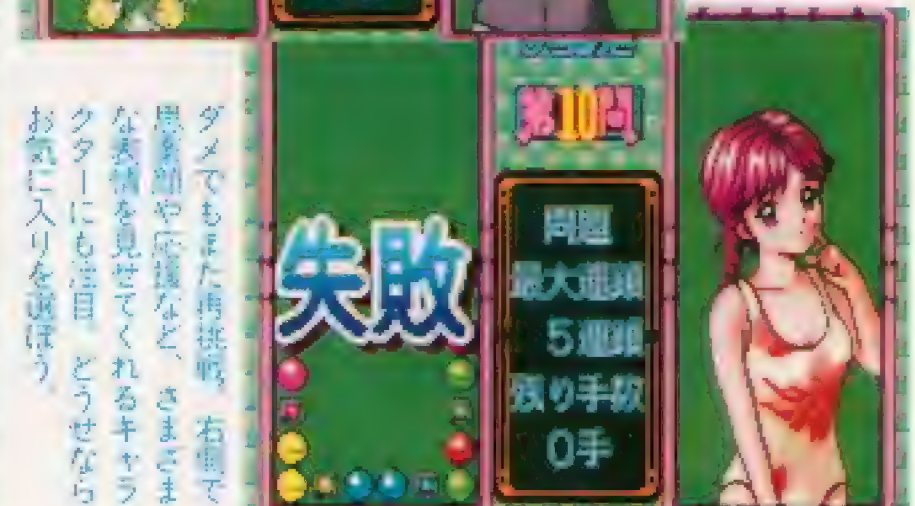 ダメでもまた再挑戦。右側で
思案顔や応援など、さまざま
な表情を見せてくれるキャラ
クターにも注目。どうせなら
お気に入りを選ぼう。
失敗
第10問
問題
最大連鎖
5連鎖
残り手数
0手